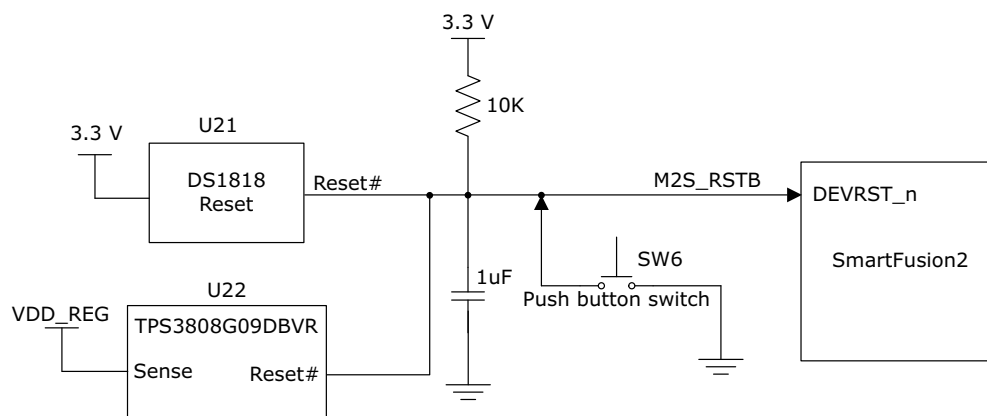 3.3 V
10K
3.3 V
U21
DS1818
Reset
Reset#
M2S_RSTB
DEVRST_n
SmartFusion2
1uF
SW6
Push button switch
U22
VDD_REG
TPS3808G09DBVR
Sense
Reset#